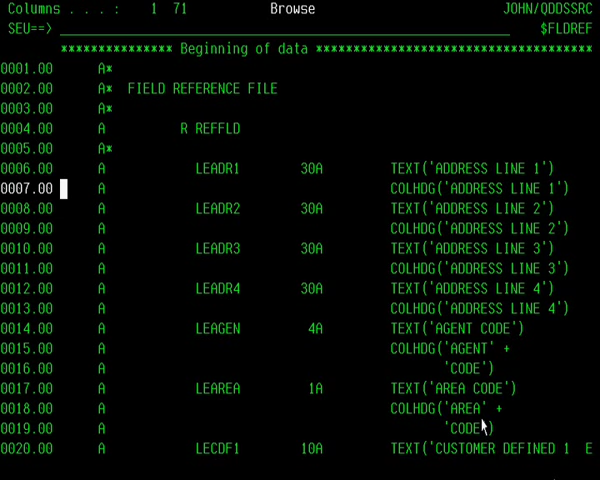 Columns . . . :    1  71          Browse                    JOHN/QDDSSRC
SEU==>                                                           $FLDREF
*************** Beginning of data *************************************
0001.00      A*
0002.00      A*  FIELD REFERENCE FILE
0003.00      A*
0004.00      A          R REFFLD
0005.00      A*
0006.00      A            LEADR1        30A         TEXT('ADDRESS LINE 1')
0007.00      A                                      COLHDG('ADDRESS LINE 1')
0008.00      A            LEADR2        30A         TEXT('ADDRESS LINE 2')
0009.00      A                                      COLHDG('ADDRESS LINE 2')
0010.00      A            LEADR3        30A         TEXT('ADDRESS LINE 3')
0011.00      A                                      COLHDG('ADDRESS LINE 3')
0012.00      A            LEADR4        30A         TEXT('ADDRESS LINE 4')
0013.00      A                                      COLHDG('ADDRESS LINE 4')
0014.00      A            LEAGEN         4A         TEXT('AGENT CODE')
0015.00      A                                      COLHDG('AGENT' +
0016.00      A                                             'CODE')
0017.00      A            LEAREA         1A         TEXT('AREA CODE')
0018.00      A                                      COLHDG('AREA' +
0019.00      A                                             'CODE')
0020.00      A            LECDF1        10A         TEXT('CUSTOMER DEFINED 1  E